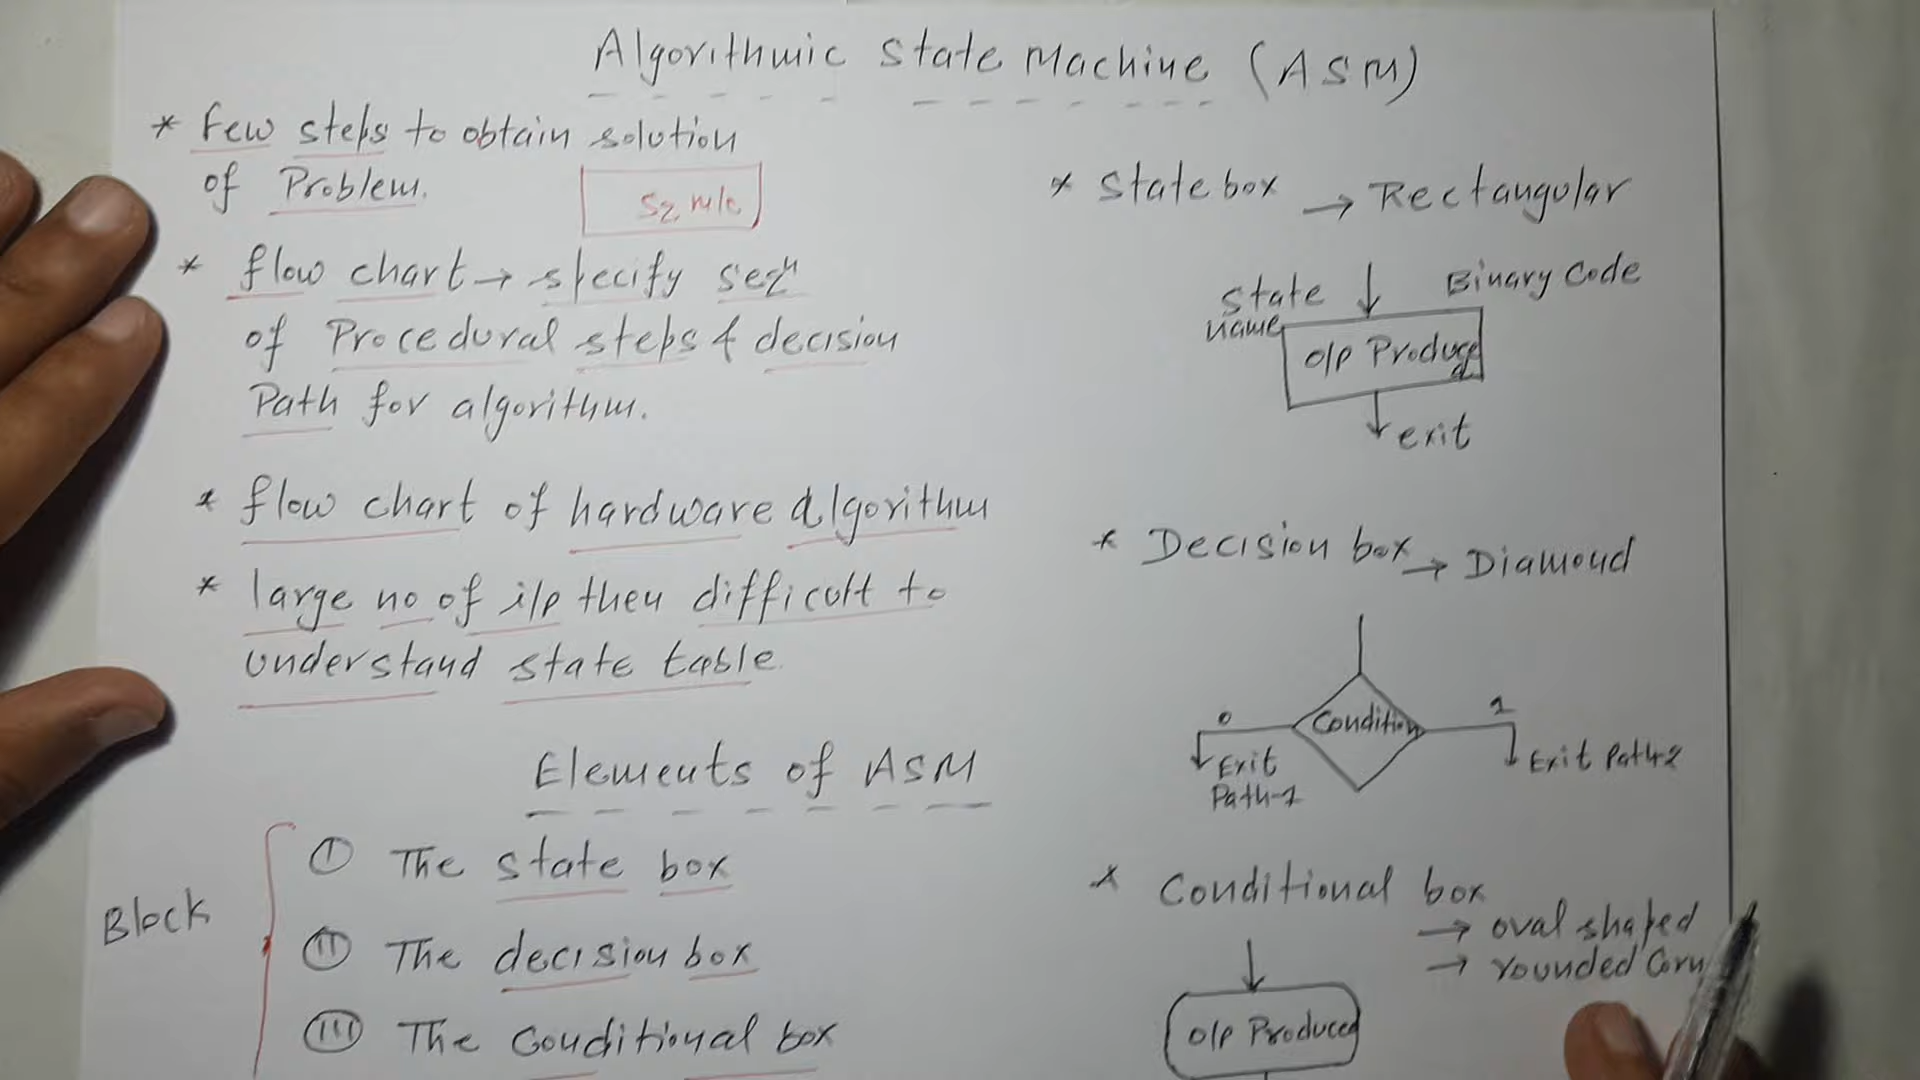 Algorithmic State Machine (ASM)
* Few steps to obtain solution
of Problem.
Sq m/c
* flow chart → specify seqⁿ
of Procedural steps & decision
Path for algorithm.
* flow chart of hardware algorithm
* large no of i/p then difficult to
understand state table.
Elements of ASM
Block
I The state box
II The decision box
III The Conditional box
* State box → Rectangular
State name
Binary Code
o/p Produced
exit
* Decision box → Diamond
Condition
0
1
Exit
Path-1
Exit Path-2
* Conditional box
→ oval shaped
→ rounded Corn
o/p Produced